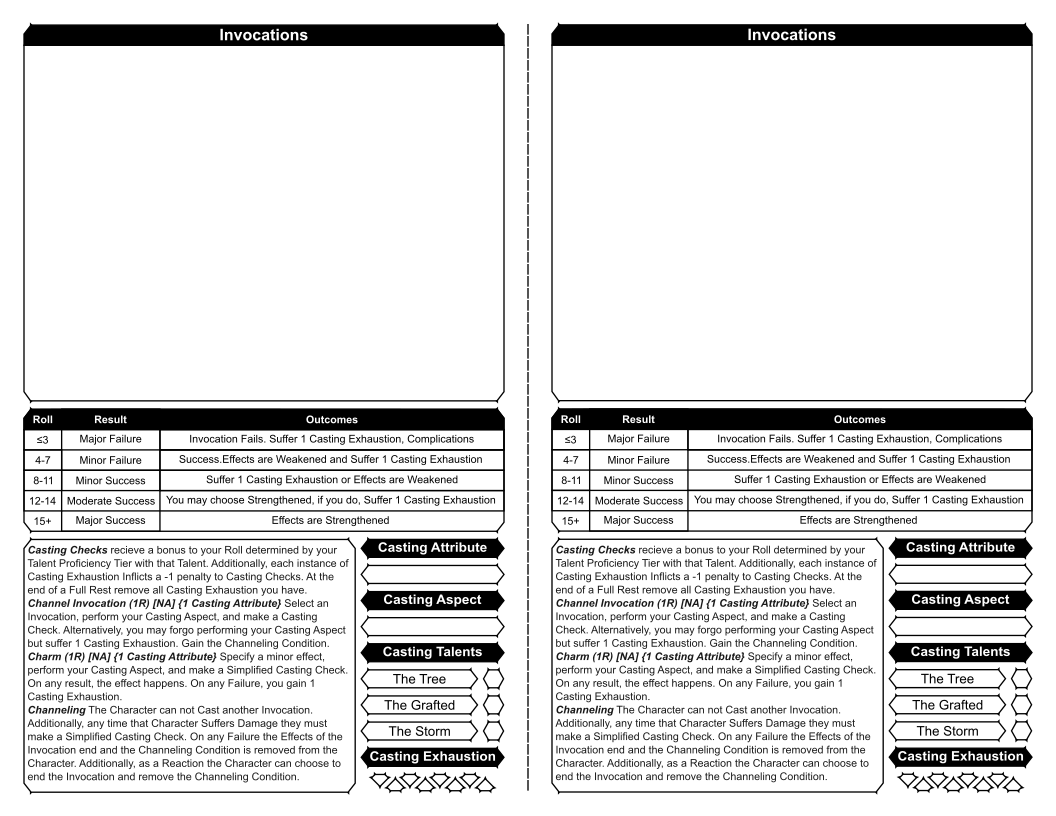 Invocations
Roll Result Outcomes
≤3 Major Failure Invocation Fails. Suffer 1 Casting Exhaustion, Complications
4-7 Minor Failure Success.Effects are Weakened and Suffer 1 Casting Exhaustion
8-11 Minor Success Suffer 1 Casting Exhaustion or Effects are Weakened
12-14 Moderate Success You may choose Strengthened, if you do, Suffer 1 Casting Exhaustion
15+ Major Success Effects are Strengthened
Casting Checks recieve a bonus to your Roll determined by your
Talent Proficiency Tier with that Talent. Additionally, each instance of
Casting Exhaustion Inflicts a -1 penalty to Casting Checks. At the
end of a Full Rest remove all Casting Exhaustion you have.
Channel Invocation (1R) [NA] {1 Casting Attribute} Select an
Invocation, perform your Casting Aspect, and make a Casting
Check. Alternatively, you may forgo performing your Casting Aspect
but suffer 1 Casting Exhaustion. Gain the Channeling Condition.
Charm (1R) [NA] {1 Casting Attribute} Specify a minor effect,
perform your Casting Aspect, and make a Simplified Casting Check.
On any result, the effect happens. On any Failure, you gain 1
Casting Exhaustion.
Channeling The Character can not Cast another Invocation.
Additionally, any time that Character Suffers Damage they must
make a Simplified Casting Check. On any Failure the Effects of the
Invocation end and the Channeling Condition is removed from the
Character. Additionally, as a Reaction the Character can choose to
end the Invocation and remove the Channeling Condition.
Casting Attribute
Casting Aspect
Casting Talents
The Tree
The Grafted
The Storm
Casting Exhaustion
Invocations
Roll Result Outcomes
≤3 Major Failure Invocation Fails. Suffer 1 Casting Exhaustion, Complications
4-7 Minor Failure Success.Effects are Weakened and Suffer 1 Casting Exhaustion
8-11 Minor Success Suffer 1 Casting Exhaustion or Effects are Weakened
12-14 Moderate Success You may choose Strengthened, if you do, Suffer 1 Casting Exhaustion
15+ Major Success Effects are Strengthened
Casting Checks recieve a bonus to your Roll determined by your
Talent Proficiency Tier with that Talent. Additionally, each instance of
Casting Exhaustion Inflicts a -1 penalty to Casting Checks. At the
end of a Full Rest remove all Casting Exhaustion you have.
Channel Invocation (1R) [NA] {1 Casting Attribute} Select an
Invocation, perform your Casting Aspect, and make a Casting
Check. Alternatively, you may forgo performing your Casting Aspect
but suffer 1 Casting Exhaustion. Gain the Channeling Condition.
Charm (1R) [NA] {1 Casting Attribute} Specify a minor effect,
perform your Casting Aspect, and make a Simplified Casting Check.
On any result, the effect happens. On any Failure, you gain 1
Casting Exhaustion.
Channeling The Character can not Cast another Invocation.
Additionally, any time that Character Suffers Damage they must
make a Simplified Casting Check. On any Failure the Effects of the
Invocation end and the Channeling Condition is removed from the
Character. Additionally, as a Reaction the Character can choose to
end the Invocation and remove the Channeling Condition.
Casting Attribute
Casting Aspect
Casting Talents
The Tree
The Grafted
The Storm
Casting Exhaustion